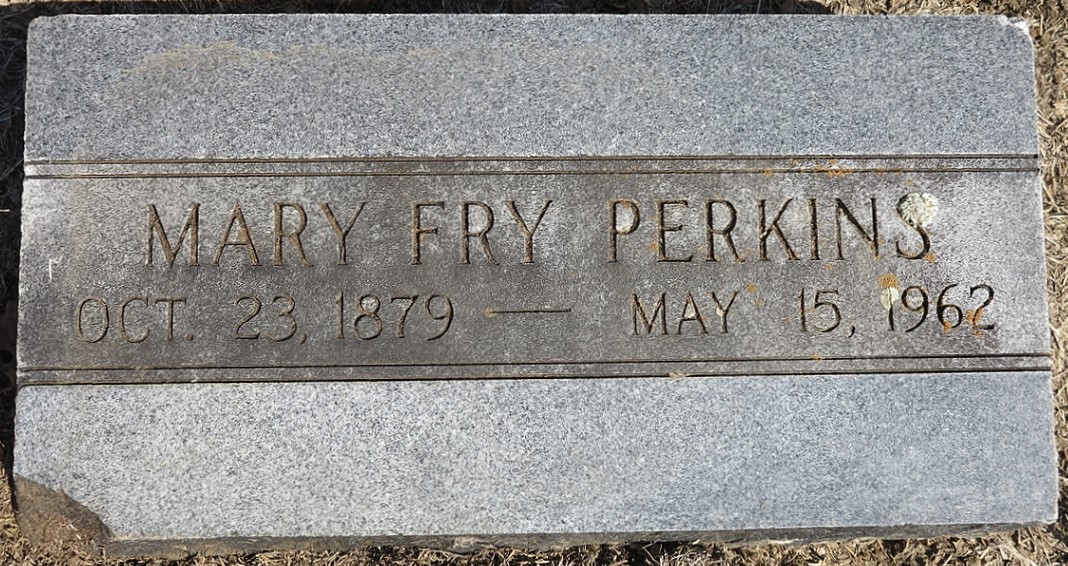 MARY FRY PERKINS
OCT. 23, 1879 — MAY 15, 1962